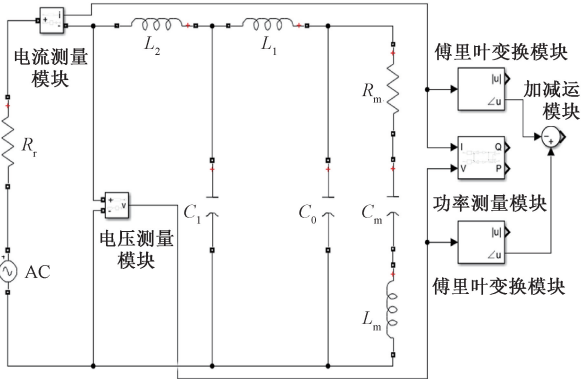 i
+
-
电流测量
模块
L₂
L₁
Rᵣ
Rₘ
傅里叶变换模块
|u|
∠u
加减运
模块
I
V
Q
P
功率测量模块
+
-
v
电压测量
模块
C₁
C₀
Cₘ
|u|
∠u
傅里叶变换模块
AC
Lₘ